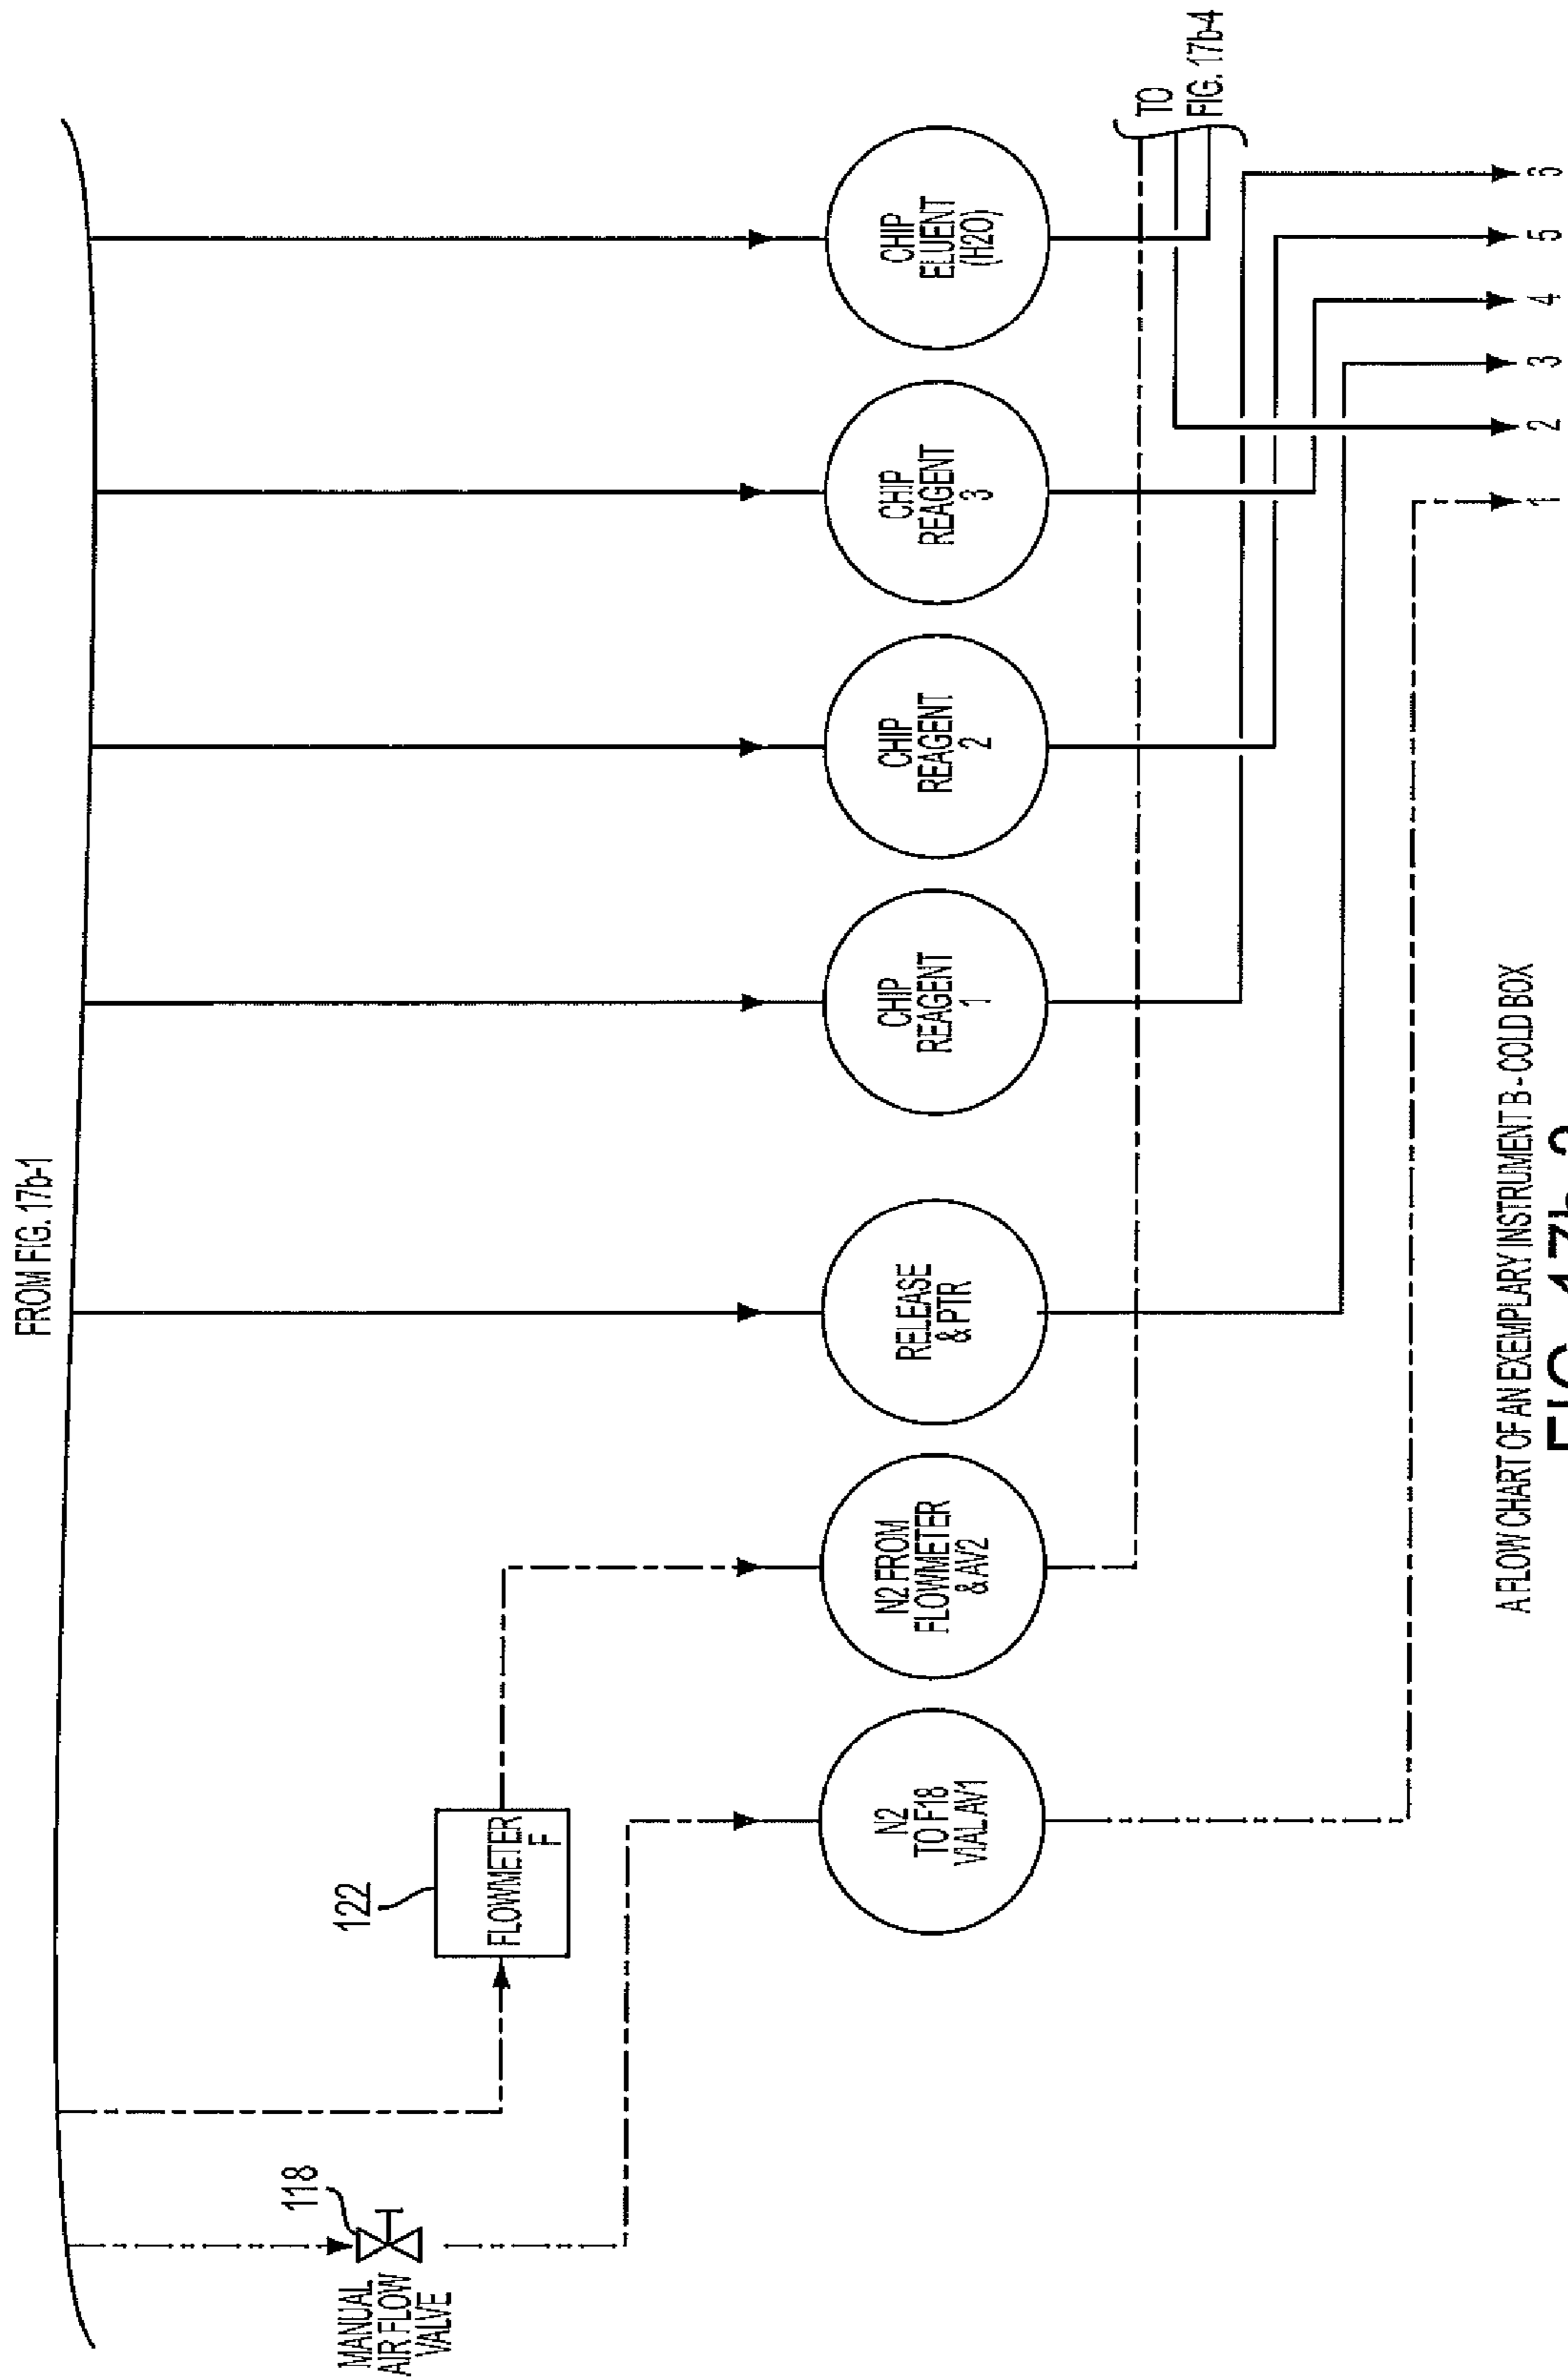 FROM FIG. 17b-1
MANUAL
AIR FLOW
VALVE
118
122
FLOWMETER
F
N2
TO F18
VIAL AV1
N2 FROM
FLOWMETER
& AV2
RELEASE
& PTR
CHIP
REAGENT
1
CHIP
REAGENT
2
CHIP
REAGENT
3
CHIP
ELUENT
(H2O)
TO
FIG. 17b-4
1
2
3
4
5
6
A FLOW CHART OF AN EXEMPLARY INSTRUMENT B - COLD BOX
FIG.